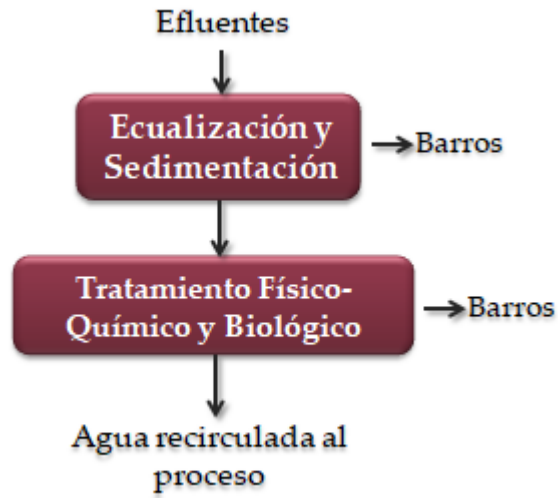 Efluentes
Ecualización y
Sedimentación
Barros
Tratamiento Físico-
Químico y Biológico
Barros
Agua recirculada al
proceso